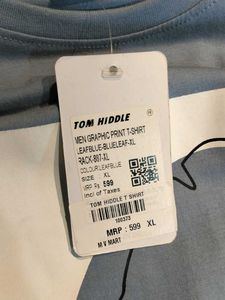 TOM HIDDLE
MEN GRAPHIC PRINT T-SHIRT
LEAFBLUE-BLUELEAF-XL
RACK-897-XL
COLOUR LEAFBLUE
SIZE XL
MRP Rs. 599
Incl of Taxes
TOM HIDDLE T SHIRT
MRP : 599 XL
M V MART